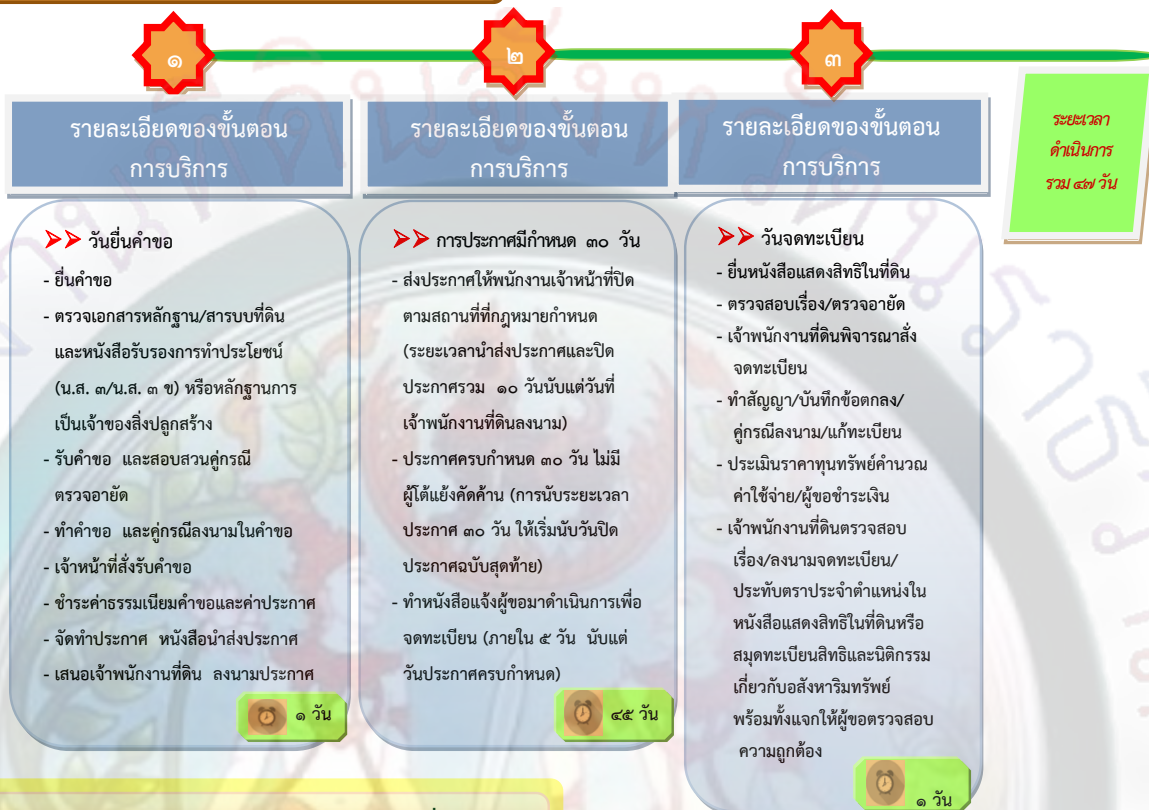 ๑
๒
๓
รายละเอียดของขั้นตอน
การบริการ
➢➢ วันยื่นคำขอ
- ยื่นคำขอ
- ตรวจเอกสารหลักฐาน/สารบบที่ดิน
และหนังสือรับรองการทำประโยชน์
(น.ส. ๓/น.ส. ๓ ข) หรือหลักฐานการ
เป็นเจ้าของสิ่งปลูกสร้าง
- รับคำขอ และสอบสวนคู่กรณี
ตรวจอายัด
- ทำคำขอ และคู่กรณีลงนามในคำขอ
- เจ้าหน้าที่สั่งรับคำขอ
- ชำระค่าธรรมเนียมคำขอและค่าประกาศ
- จัดทำประกาศ หนังสือนำส่งประกาศ
- เสนอเจ้าพนักงานที่ดิน ลงนามประกาศ
๑ วัน
รายละเอียดของขั้นตอน
การบริการ
➢➢ การประกาศมีกำหนด ๓๐ วัน
- ส่งประกาศให้พนักงานเจ้าหน้าที่ปิด
ตามสถานที่ที่กฎหมายกำหนด
(ระยะเวลานำส่งประกาศและปิด
ประกาศรวม ๑๐ วันนับแต่วันที่
เจ้าพนักงานที่ดินลงนาม)
- ประกาศครบกำหนด ๓๐ วัน ไม่มี
ผู้โต้แย้งคัดค้าน (การนับระยะเวลา
ประกาศ ๓๐ วัน ให้เริ่มนับวันปิด
ประกาศฉบับสุดท้าย)
- ทำหนังสือแจ้งผู้ขอมาดำเนินการเพื่อ
จดทะเบียน (ภายใน ๕ วัน นับแต่
วันประกาศครบกำหนด)
๔๕ วัน
รายละเอียดของขั้นตอน
การบริการ
➢➢ วันจดทะเบียน
- ยื่นหนังสือแสดงสิทธิในที่ดิน
- ตรวจสอบเรื่อง/ตรวจอายัด
- เจ้าพนักงานที่ดินพิจารณาสั่ง
จดทะเบียน
- ทำสัญญา/บันทึกข้อตกลง/
คู่กรณีลงนาม/แก้ทะเบียน
- ประเมินราคาทุนทรัพย์คำนวณ
ค่าใช้จ่าย/ผู้ขอชำระเงิน
- เจ้าพนักงานที่ดินตรวจสอบ
เรื่อง/ลงนามจดทะเบียน/
ประทับตราประจำตำแหน่งใน
หนังสือแสดงสิทธิในที่ดินหรือ
สมุดทะเบียนสิทธิและนิติกรรม
เกี่ยวกับอสังหาริมทรัพย์
พร้อมทั้งแจกให้ผู้ขอตรวจสอบ
ความถูกต้อง
๑ วัน
ระยะเวลา
ดำเนินการ
รวม ๔๗ วัน